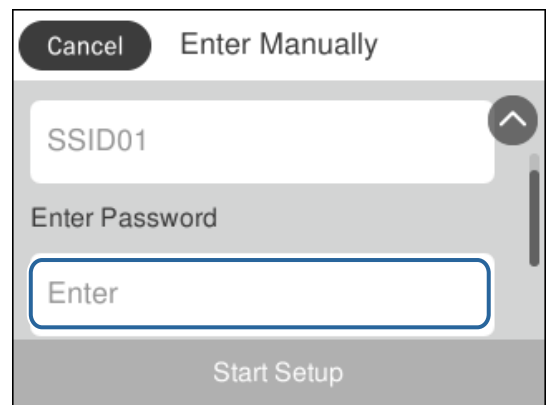 Cancel Enter Manually
SSID01
Enter Password
Enter
Start Setup